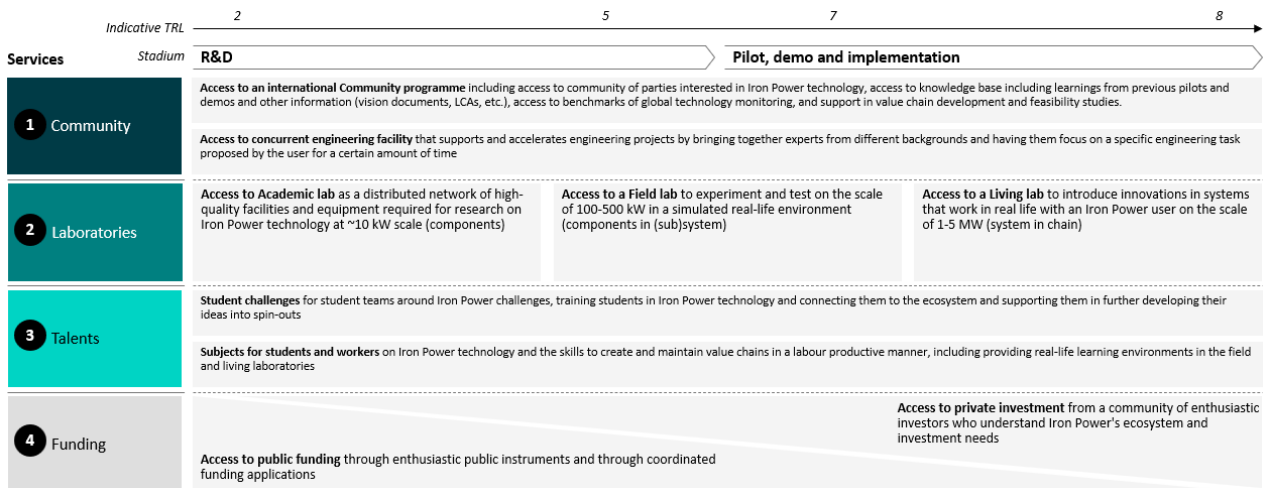 2 5 7 8
Indicative TRL
Services Stadium R&D Pilot, demo and implementation
1 Community
Access to an international Community programme including access to community of parties interested in Iron Power technology, access to knowledge base including learnings from previous pilots and
demos and other information (vision documents, LCAs, etc.), access to benchmarks of global technology monitoring, and support in value chain development and feasibility studies.
Access to concurrent engineering facility that supports and accelerates engineering projects by bringing together experts from different backgrounds and having them focus on a specific engineering task
proposed by the user for a certain amount of time
2 Laboratories
Access to Academic lab as a distributed network of high-
quality facilities and equipment required for research on
Iron Power technology at ~10 kW scale (components)
Access to a Field lab to experiment and test on the scale
of 100-500 kW in a simulated real-life environment
(components in (sub)system)
Access to a Living lab to introduce innovations in systems
that work in real life with an Iron Power user on the scale
of 1-5 MW (system in chain)
3 Talents
Student challenges for student teams around Iron Power challenges, training students in Iron Power technology and connecting them to the ecosystem and supporting them in further developing their
ideas into spin-outs
Subjects for students and workers on Iron Power technology and the skills to create and maintain value chains in a labour productive manner, including providing real-life learning environments in the field
and living laboratories
4 Funding
Access to public funding through enthusiastic public instruments and through coordinated
funding applications
Access to private investment from a community of enthusiastic
investors who understand Iron Power's ecosystem and
investment needs